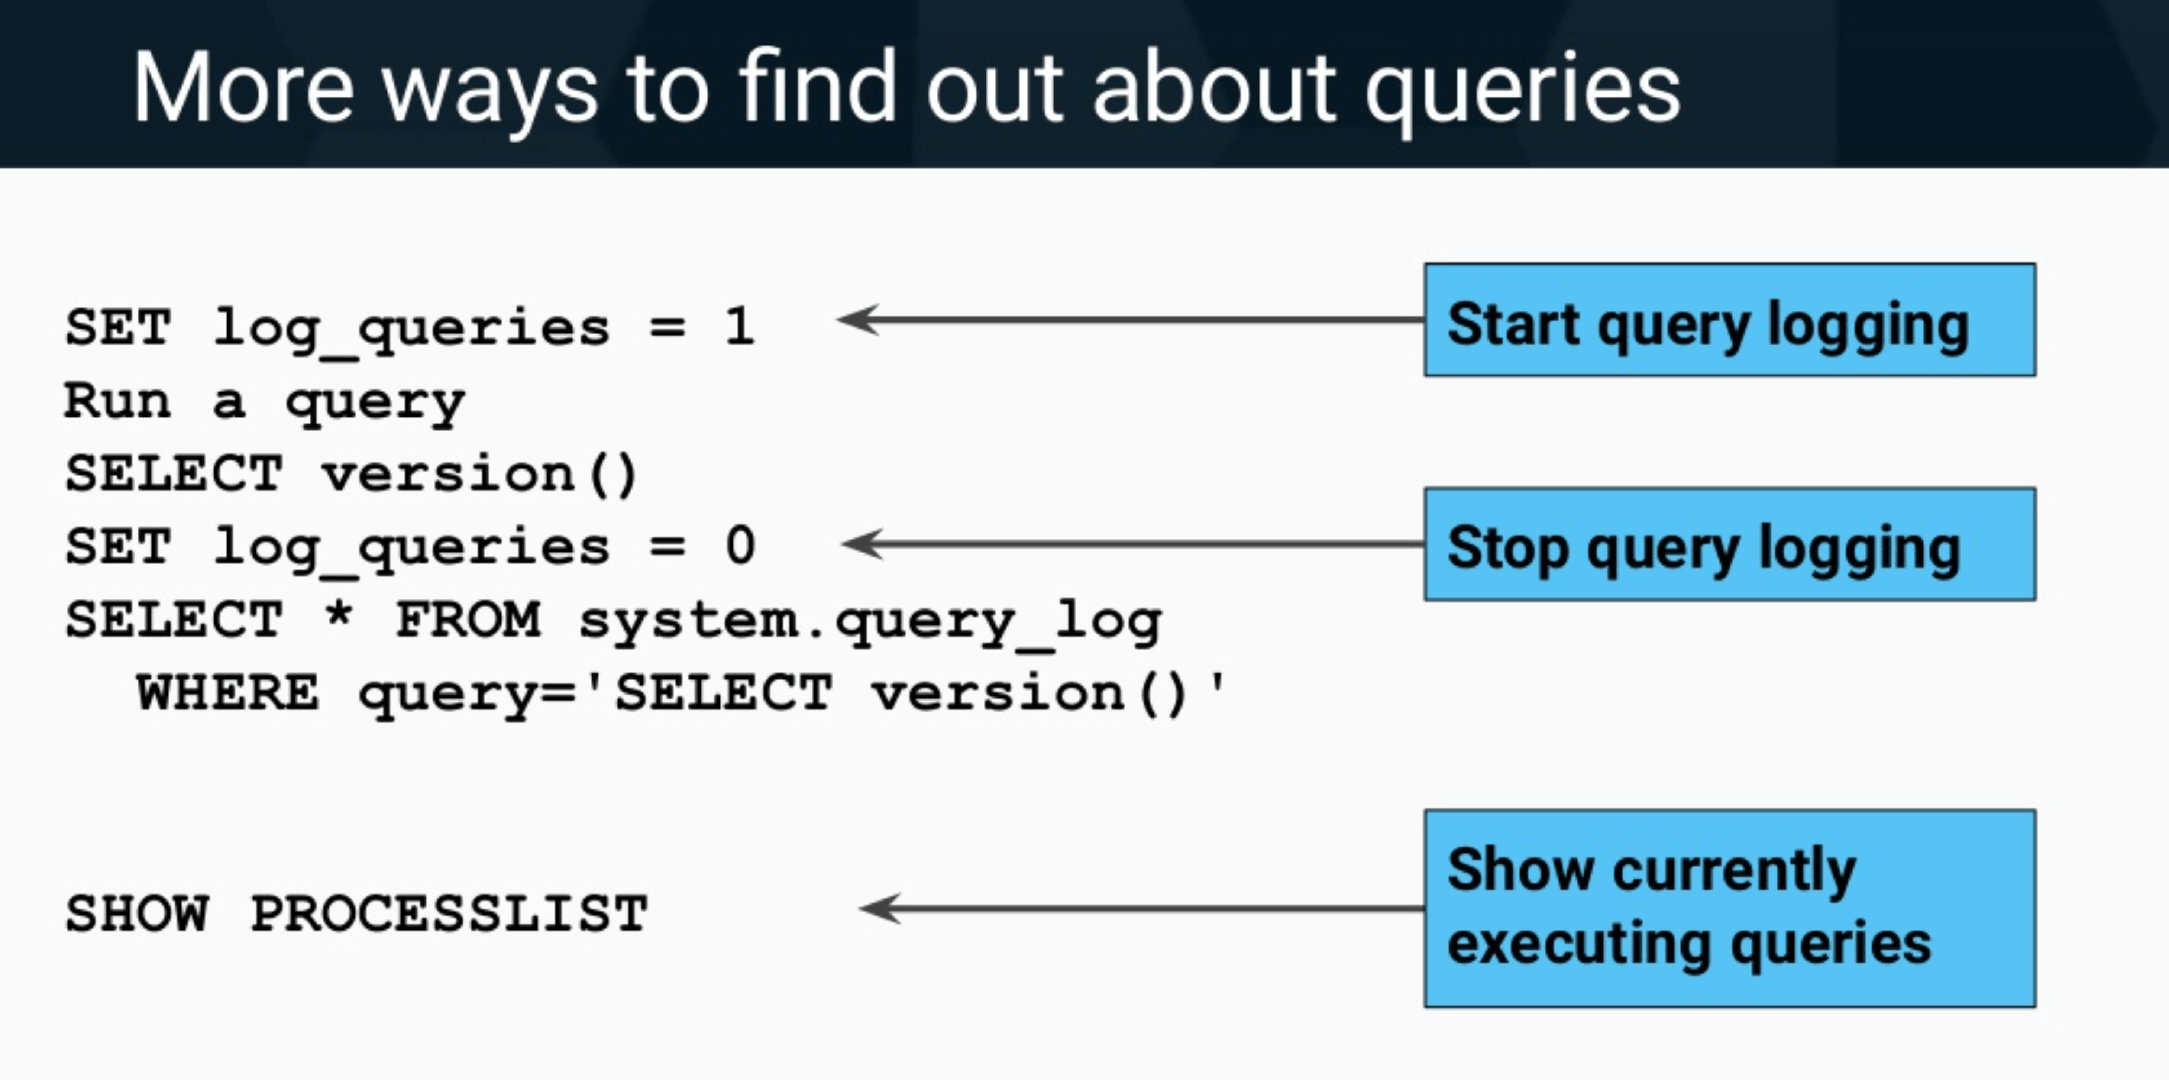 More ways to find out about queries
SET log_queries = 1
Start query logging
Run a query
SELECT version()
SET log_queries = 0
Stop query logging
SELECT * FROM system.query_log
WHERE query='SELECT version()'
SHOW PROCESSLIST
Show currently
executing queries